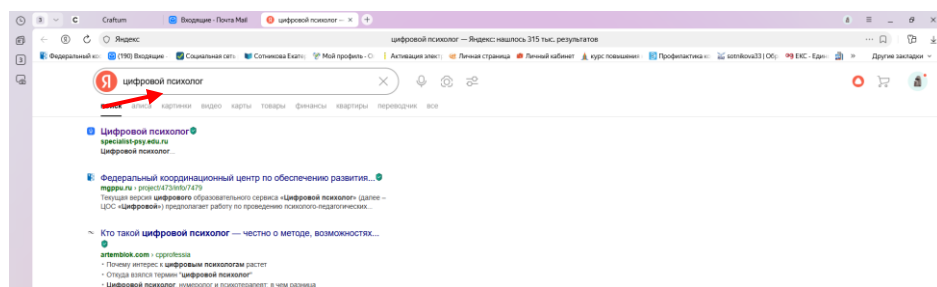 3 C Craftum Входящие - Почта Mail цифровой психолог —
Яндекс цифровой психолог — Яндекс: нашлось 315 тыс. результатов
Федеральный ко (190) Входящие Социальная сеть Сотникова Екате Мой профиль - Активация элект Личная страница Личный кабинет курс повышения Профилактика sotnikova33 | Об ЕКС - Един » Другие закладки
3
Я цифровой психолог
поиск алиса картинки видео карты товары финансы квартиры переводчик все
Цифровой психолог
specialist-psy.edu.ru
Цифровой психолог...
Федеральный координационный центр по обеспечению развития...
mgppu.ru › project/473/info/7479
Текущая версия цифрового образовательного сервиса «Цифровой психолог» (далее –
ЦОС «Цифровой») предполагает работу по проведению психолого-педагогических...
Кто такой цифровой психолог — честно о методе, возможностях...
artemblok.com › cpprofessia
• Почему интерес к цифровым психологам растет
• Откуда взялся термин "цифровой психолог"
• Цифровой психолог, нумеролог и психотерапевт: в чем разница